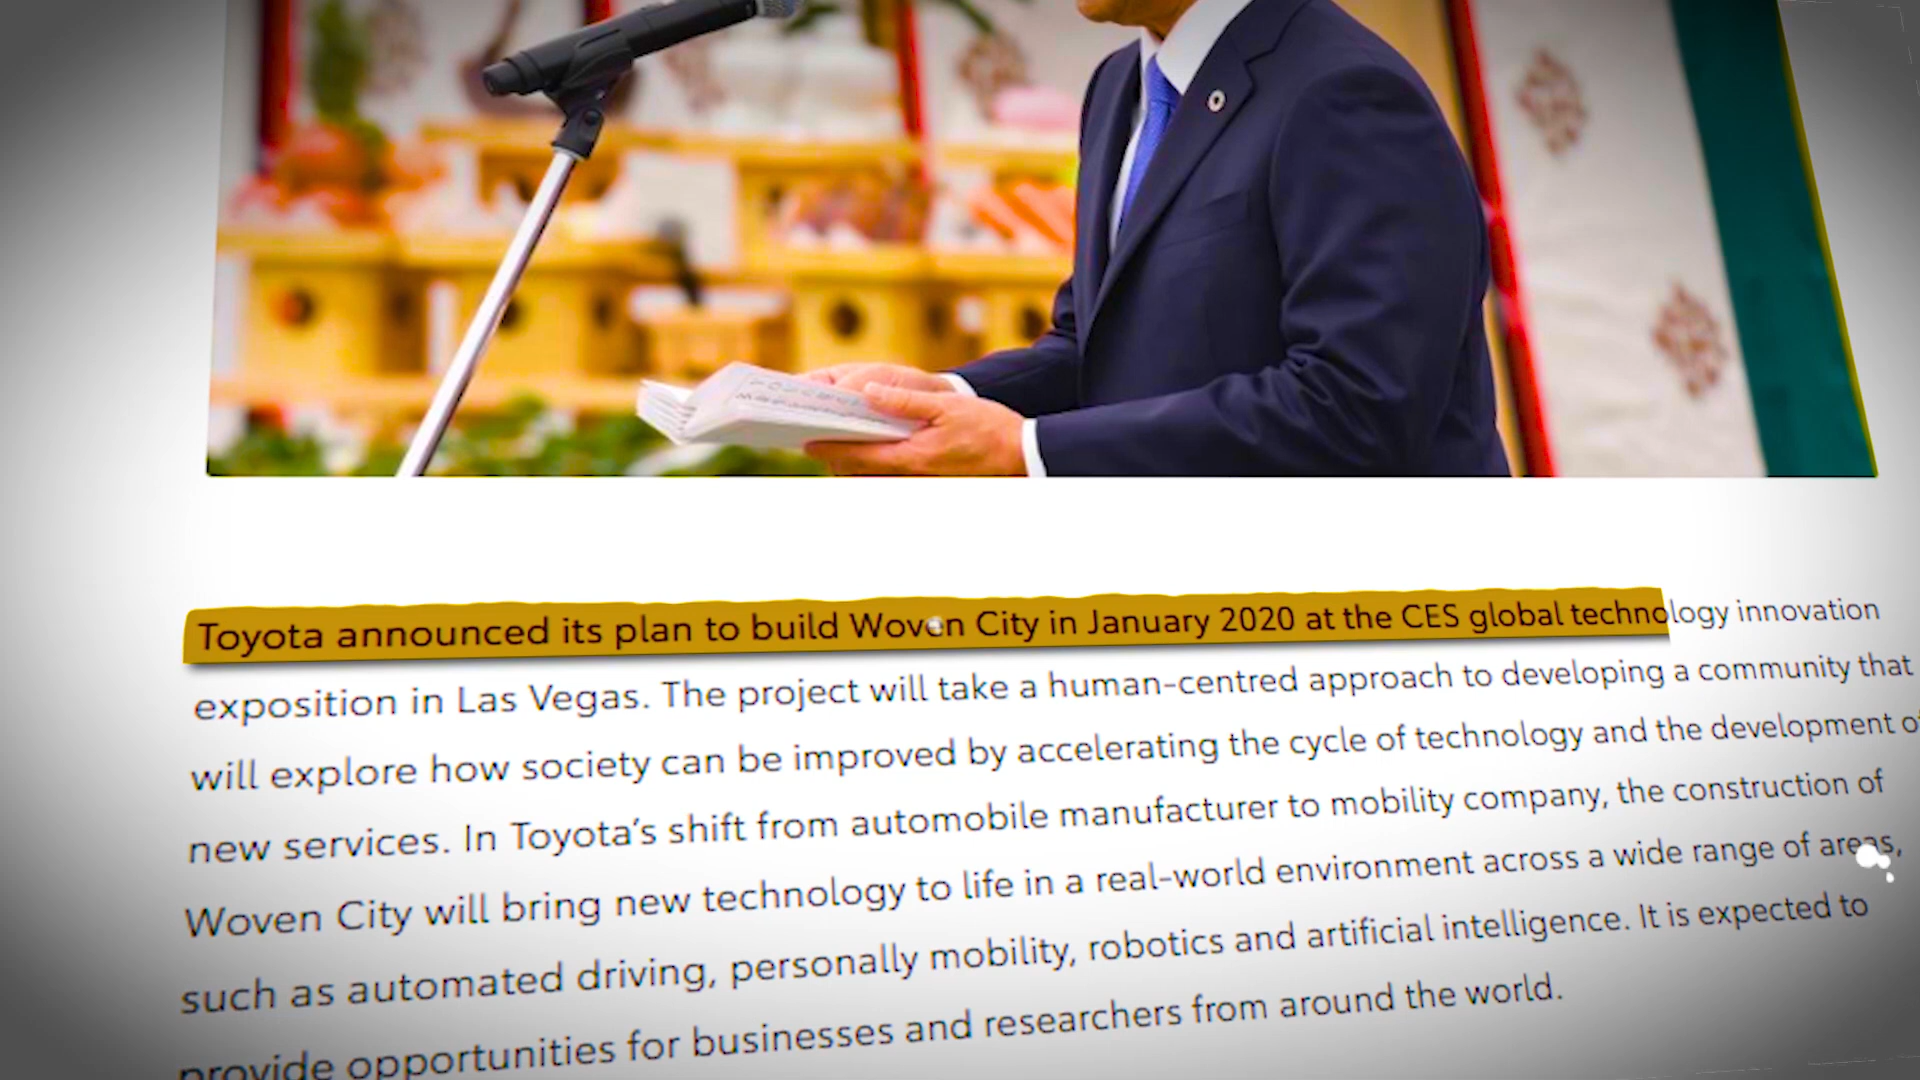 Toyota announced its plan to build Woven City in January 2020 at the CES global technology innovation
exposition in Las Vegas. The project will take a human-centred approach to developing a community that
will explore how society can be improved by accelerating the cycle of technology and the development of
new services. In Toyota's shift from automobile manufacturer to mobility company, the construction of
Woven City will bring new technology to life in a real-world environment across a wide range of areas,
such as automated driving, personally mobility, robotics and artificial intelligence. It is expected to
provide opportunities for businesses and researchers from around the world.